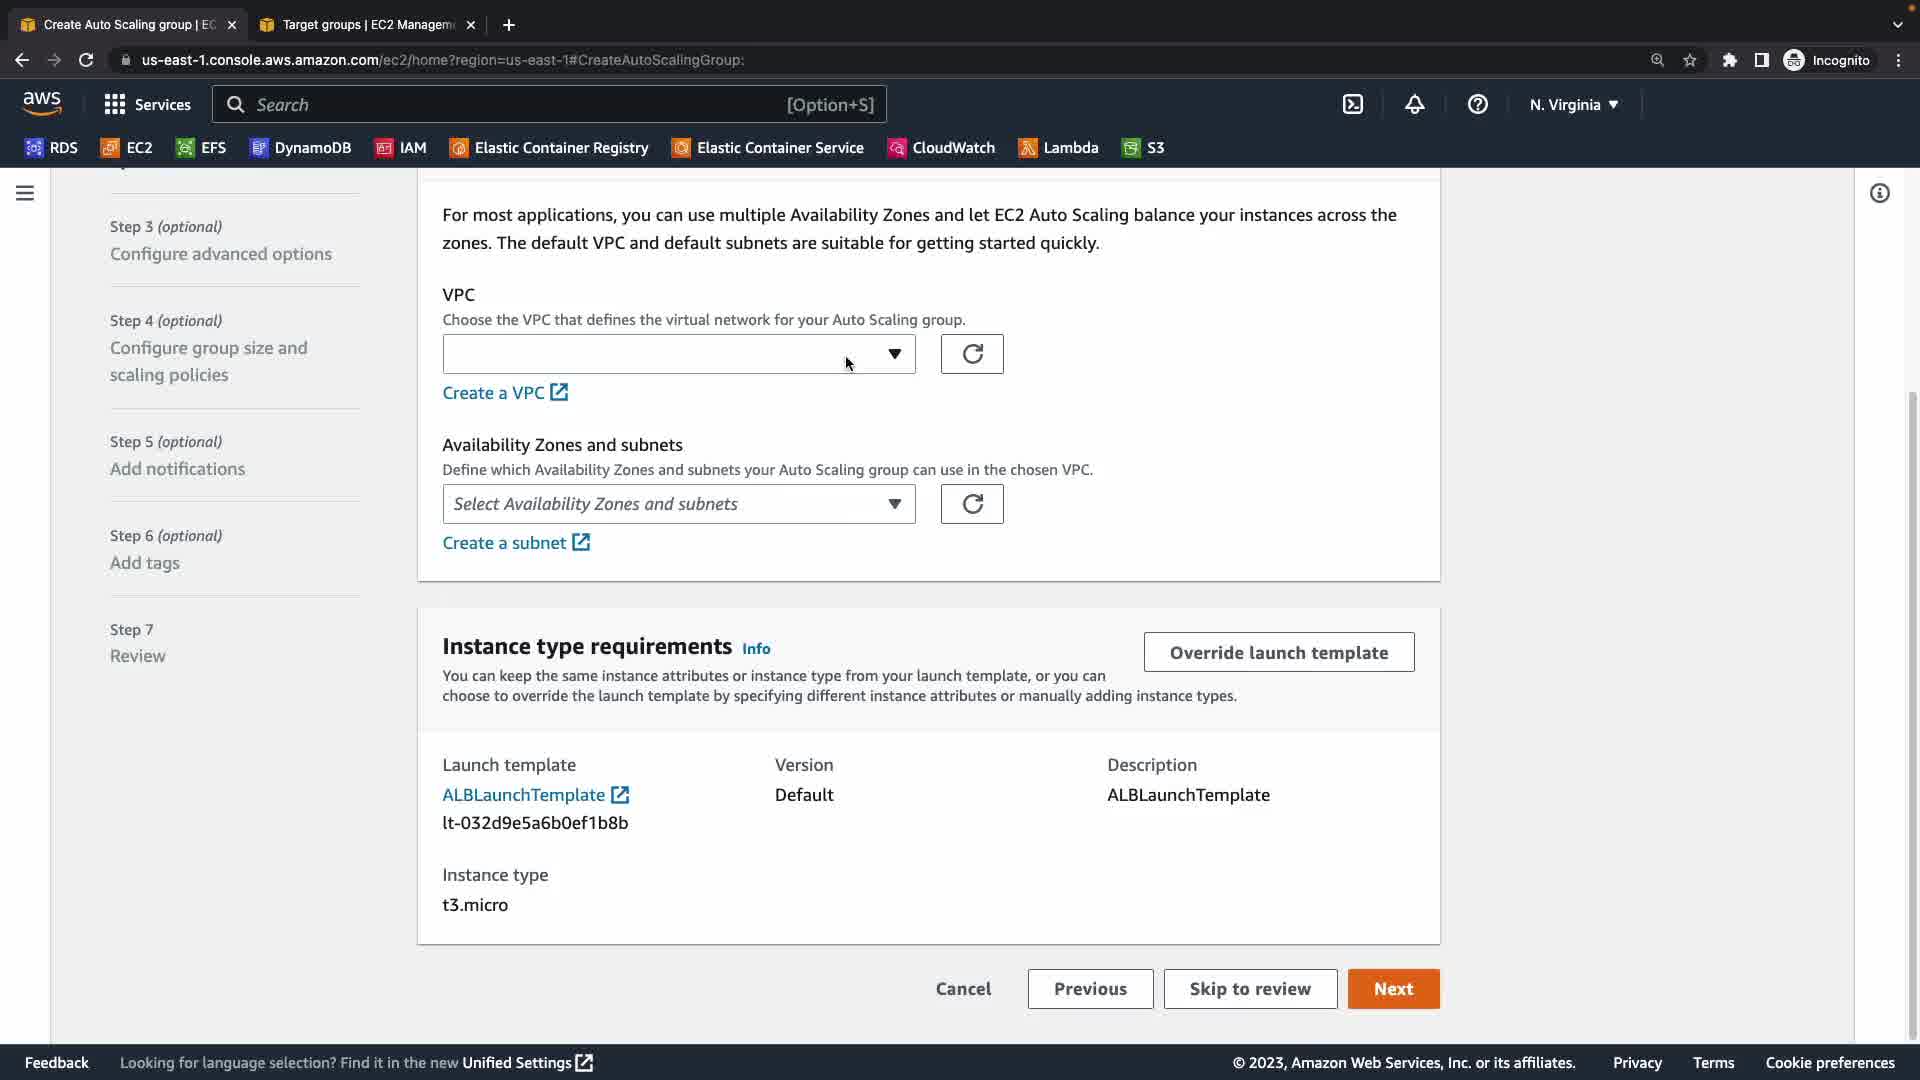 Create Auto Scaling group | EC
Target groups | EC2 Managem
us-east-1.console.aws.amazon.com/ec2/home?region=us-east-1#CreateAutoScalingGroup:
Incognito
aws
Services
Search
[Option+S]
N. Virginia
RDS
EC2
EFS
DynamoDB
IAM
Elastic Container Registry
Elastic Container Service
CloudWatch
Lambda
S3
Step 3 (optional)
Configure advanced options
Step 4 (optional)
Configure group size and
scaling policies
Step 5 (optional)
Add notifications
Step 6 (optional)
Add tags
Step 7
Review
For most applications, you can use multiple Availability Zones and let EC2 Auto Scaling balance your instances across the
zones. The default VPC and default subnets are suitable for getting started quickly.
VPC
Choose the VPC that defines the virtual network for your Auto Scaling group.
Create a VPC
Availability Zones and subnets
Define which Availability Zones and subnets your Auto Scaling group can use in the chosen VPC.
Select Availability Zones and subnets
Create a subnet
Instance type requirements Info
Override launch template
You can keep the same instance attributes or instance type from your launch template, or you can
choose to override the launch template by specifying different instance attributes or manually adding instance types.
Launch template
Version
Description
ALBLaunchTemplate
Default
ALBLaunchTemplate
lt-032d9e5a6b0ef1b8b
Instance type
t3.micro
Cancel
Previous
Skip to review
Next
Feedback
Looking for language selection? Find it in the new Unified Settings
© 2023, Amazon Web Services, Inc. or its affiliates.
Privacy
Terms
Cookie preferences